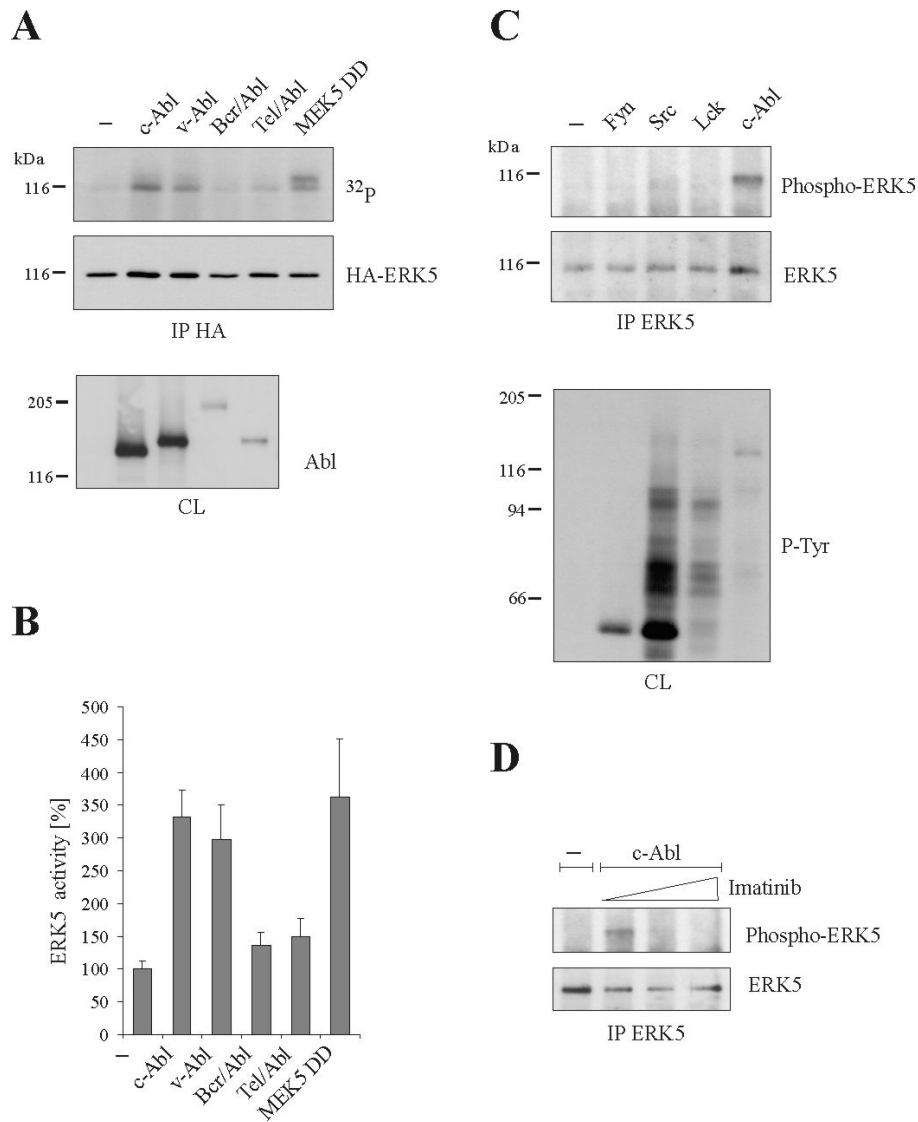 A
– c-Abl v-Abl Bcr/Abl Tel/Abl MEK5 DD
kDa
116
32P
116
HA-ERK5
IP HA
205
116
Abl
CL
B
ERK5 activity [%]
500
450
400
350
300
250
200
150
100
50
0
– c-Abl v-Abl Bcr/Abl Tel/Abl MEK5 DD
C
– Fyn Src Lck c-Abl
kDa
116
Phospho-ERK5
116
ERK5
IP ERK5
205
116
94
66
P-Tyr
CL
D
– c-Abl
Imatinib
Phospho-ERK5
ERK5
IP ERK5